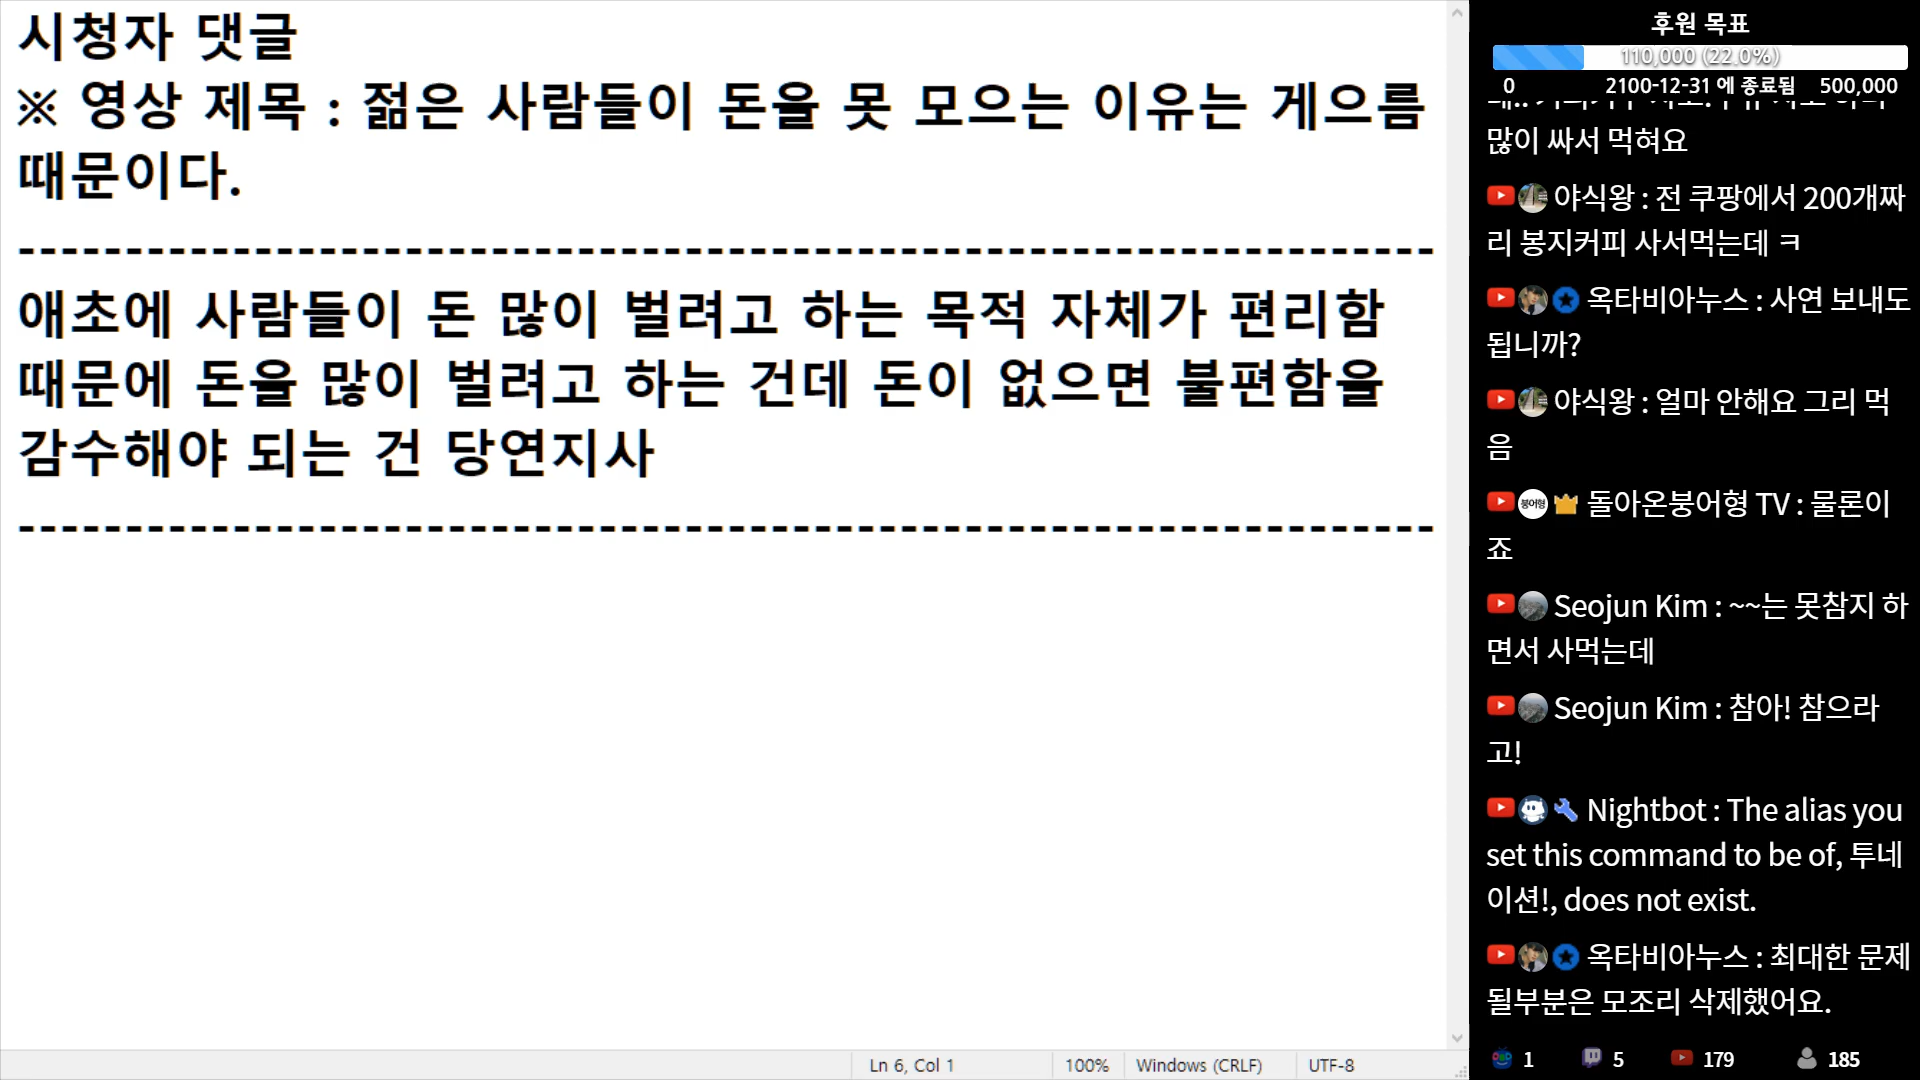 시청자 댓글
※ 영상 제목 : 젊은 사람들이 돈을 못 모으는 이유는 게으름
때문이다.
------------------------------------------------------------------
애초에 사람들이 돈 많이 벌려고 하는 목적 자체가 편리함
때문에 돈을 많이 벌려고 하는 건데 돈이 없으면 불편함을
감수해야 되는 건 당연지사
------------------------------------------------------------------
Ln 6, Col 1
100%
Windows (CRLF)
UTF-8
후원 목표
110,000 (22.0%)
0 2100-12-31 에 종료됨 500,000
많이 싸서 먹혀요
야식왕 : 전 쿠팡에서 200개짜
리 봉지커피 사서먹는데 ㅋ
옥타비아누스 : 사연 보내도
됩니까?
야식왕 : 얼마 안해요 그리 먹
음
붕어형 돌아온붕어형 TV : 물론이
죠
Seojun Kim : ~~는 못참지 하
면서 사먹는데
Seojun Kim : 참아! 참으라
고!
Nightbot : The alias you
set this command to be of, 투네
이션!, does not exist.
옥타비아누스 : 최대한 문제
될부분은 모조리 삭제했어요.
1 5 179 185